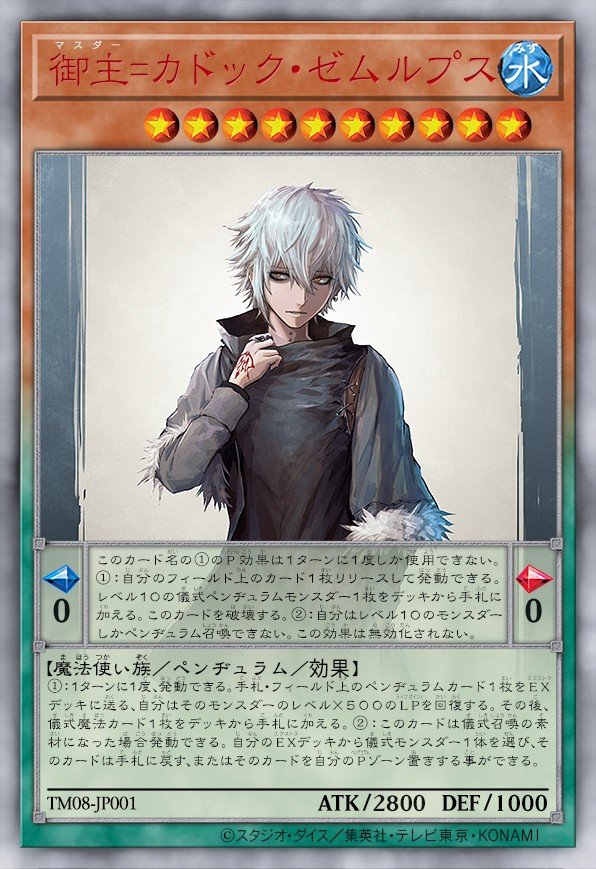 マスター
御主=カドック・ゼムルプス
みず
水
このカード名の①のP効果は1ターンに1度しか使用できない。
①：自分のフィールド上のカード1枚リリースして発動できる。
レベル10の儀式ペンデュラムモンスター1枚をデッキから手札に
加える。このカードを破壊する。②：自分はレベル10のモンスター
しかペンデュラム召喚できない。この効果は無効化されない。
0
0
【魔法使い族／ペンデュラム／効果】
①：1ターンに1度、発動できる。手札・フィールド上のペンデュラムカード1枚をEX
デッキに送る、自分はそのモンスターのレベル×500のLPを回復する。その後、
儀式魔法カード1枚をデッキから手札に加える。②：このカードは儀式召喚の素
材になった場合発動できる。自分のEXデッキから儀式モンスター1体を選び、そ
のカードは手札に戻す、またはそのカードを自分のPゾーン置きする事ができる。
TM08-JP001
ATK/2800 DEF/1000
©スタジオ・ダイス／集英社・テレビ東京・KONAMI